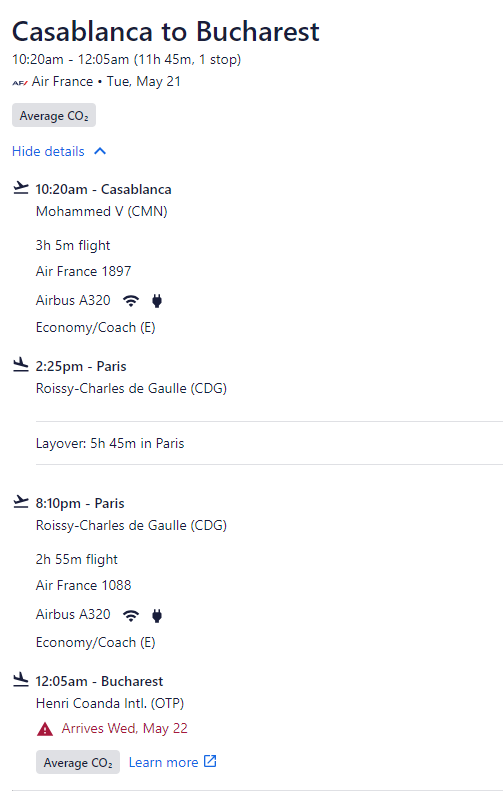 Casablanca to Bucharest
10:20am - 12:05am (11h 45m, 1 stop)
AF/ Air France • Tue, May 21
Average CO₂
Hide details
10:20am - Casablanca
Mohammed V (CMN)
3h 5m flight
Air France 1897
Airbus A320
Economy/Coach (E)
2:25pm - Paris
Roissy-Charles de Gaulle (CDG)
Layover: 5h 45m in Paris
8:10pm - Paris
Roissy-Charles de Gaulle (CDG)
2h 55m flight
Air France 1088
Airbus A320
Economy/Coach (E)
12:05am - Bucharest
Henri Coanda Intl. (OTP)
Arrives Wed, May 22
Average CO₂ Learn more